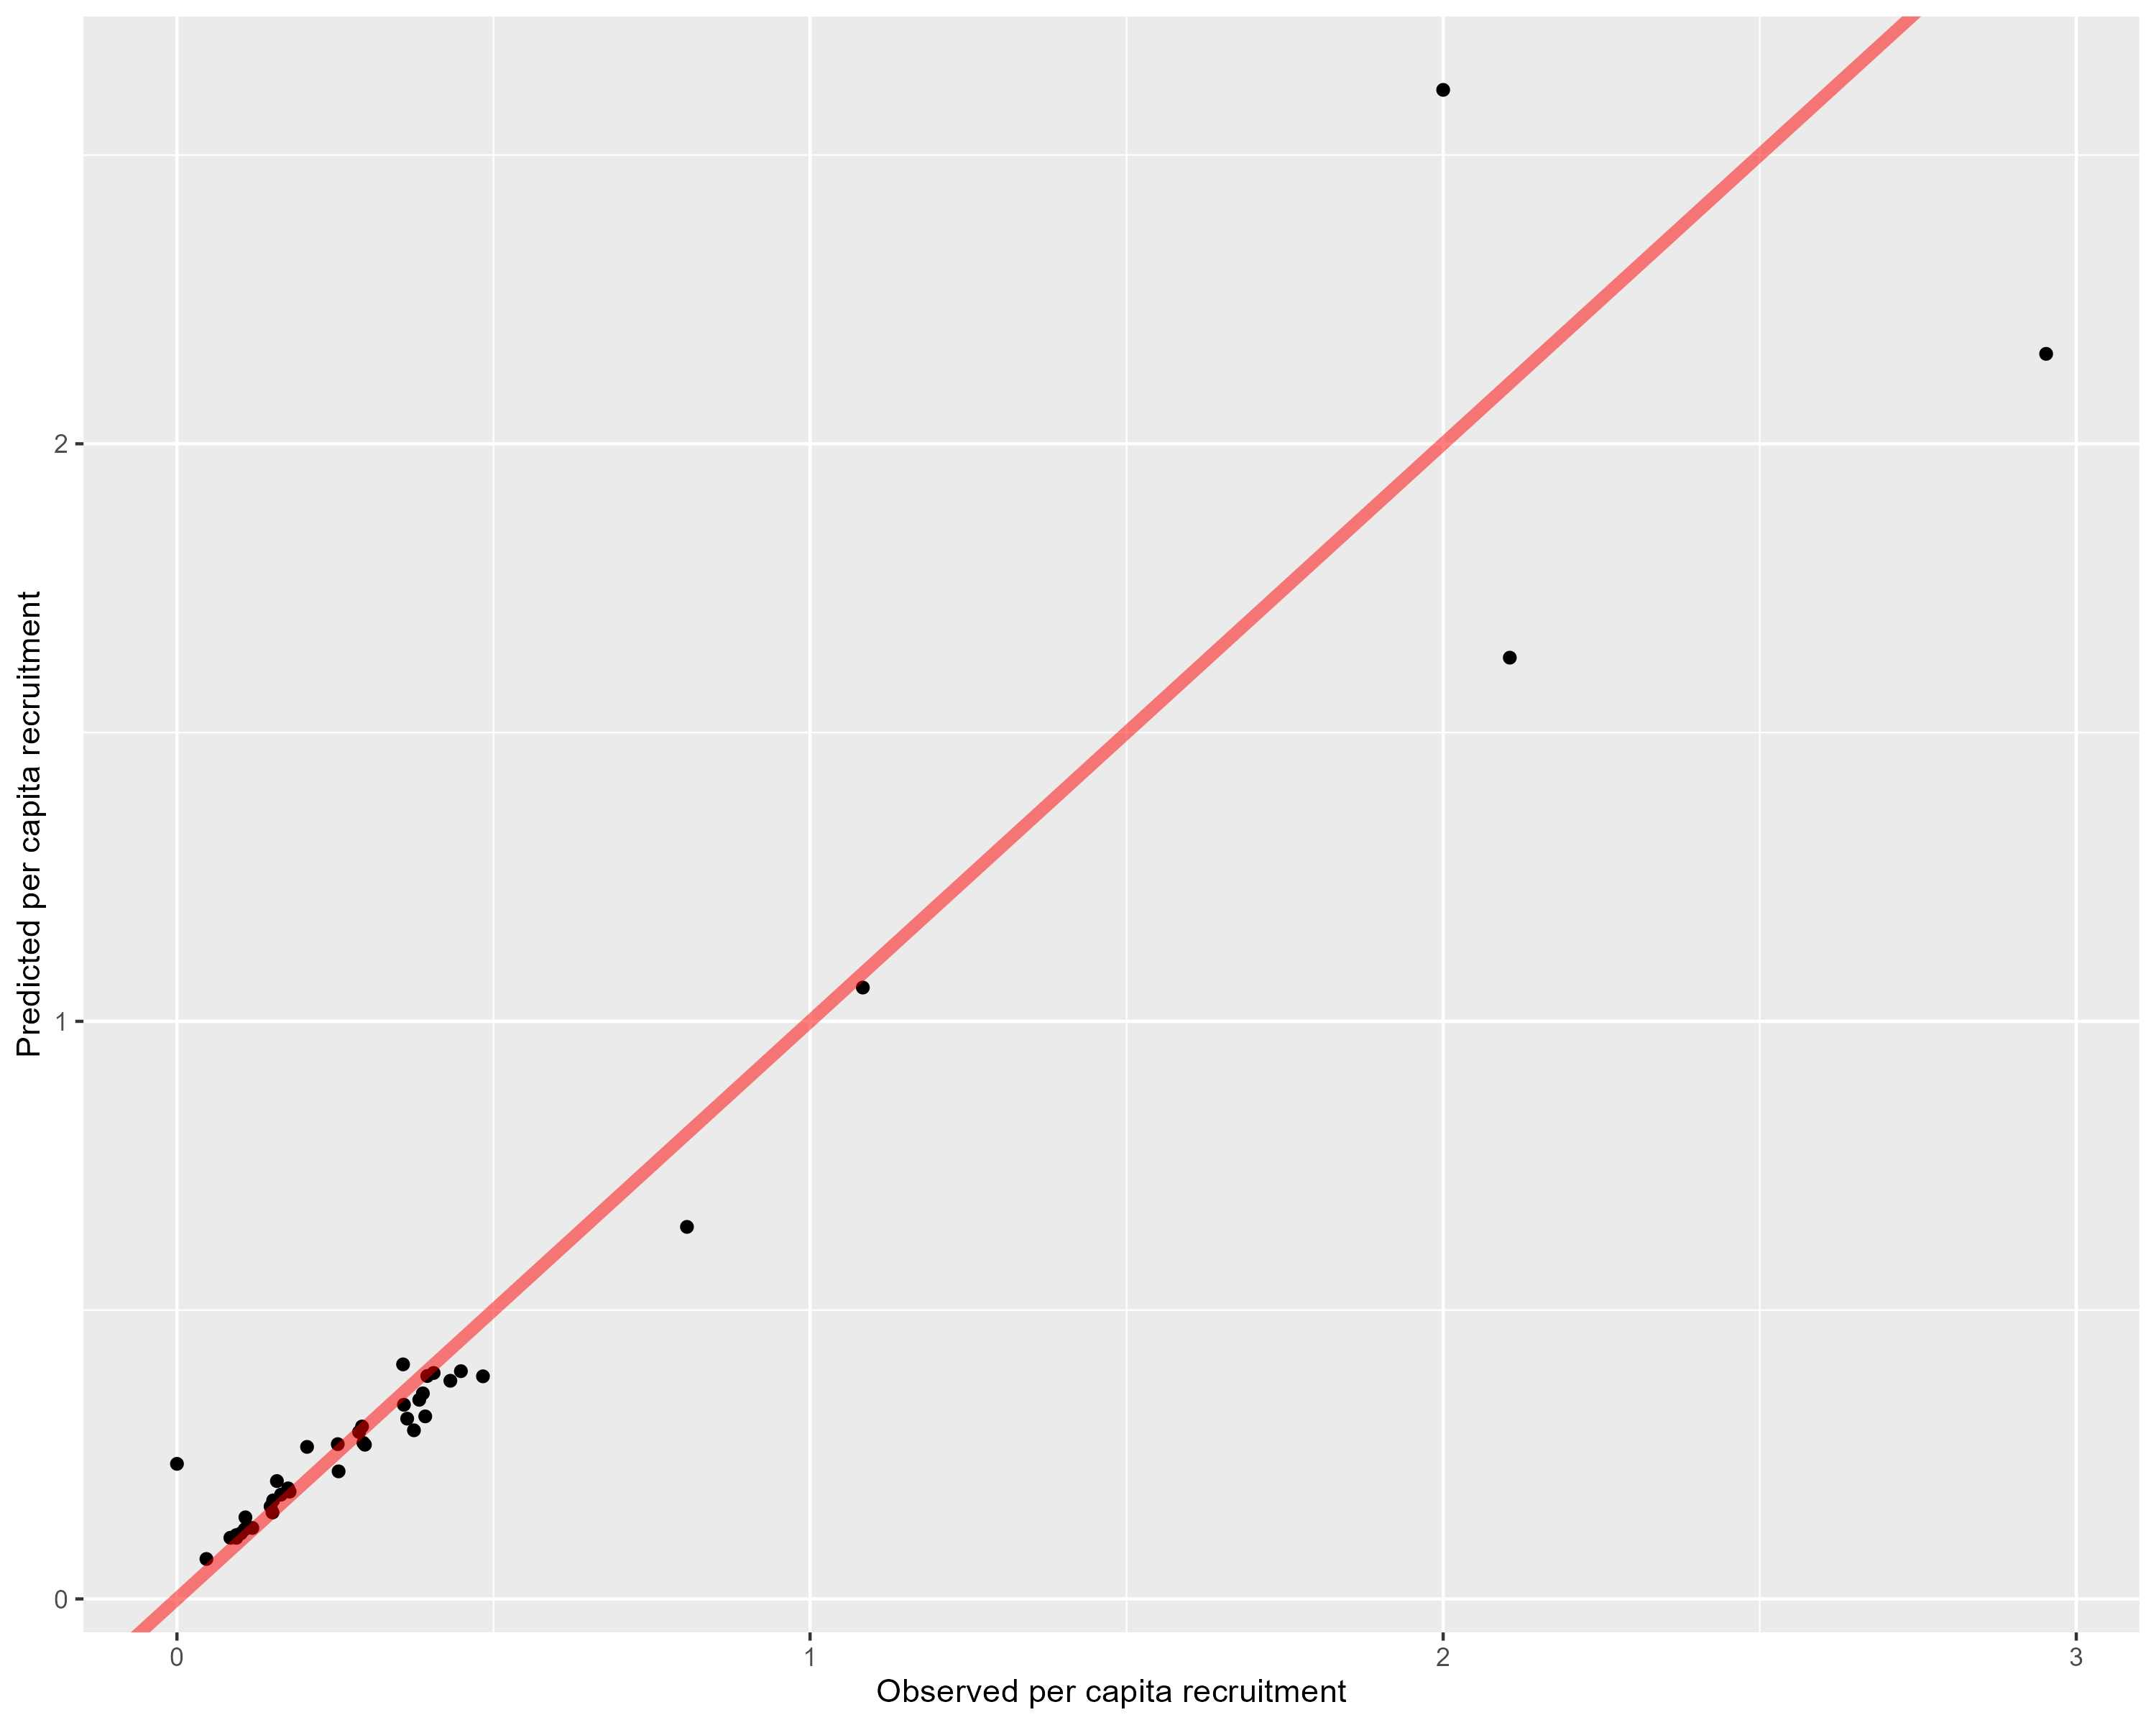 Predicted per capita recruitment
2
1
0
0 1 2 3
Observed per capita recruitment